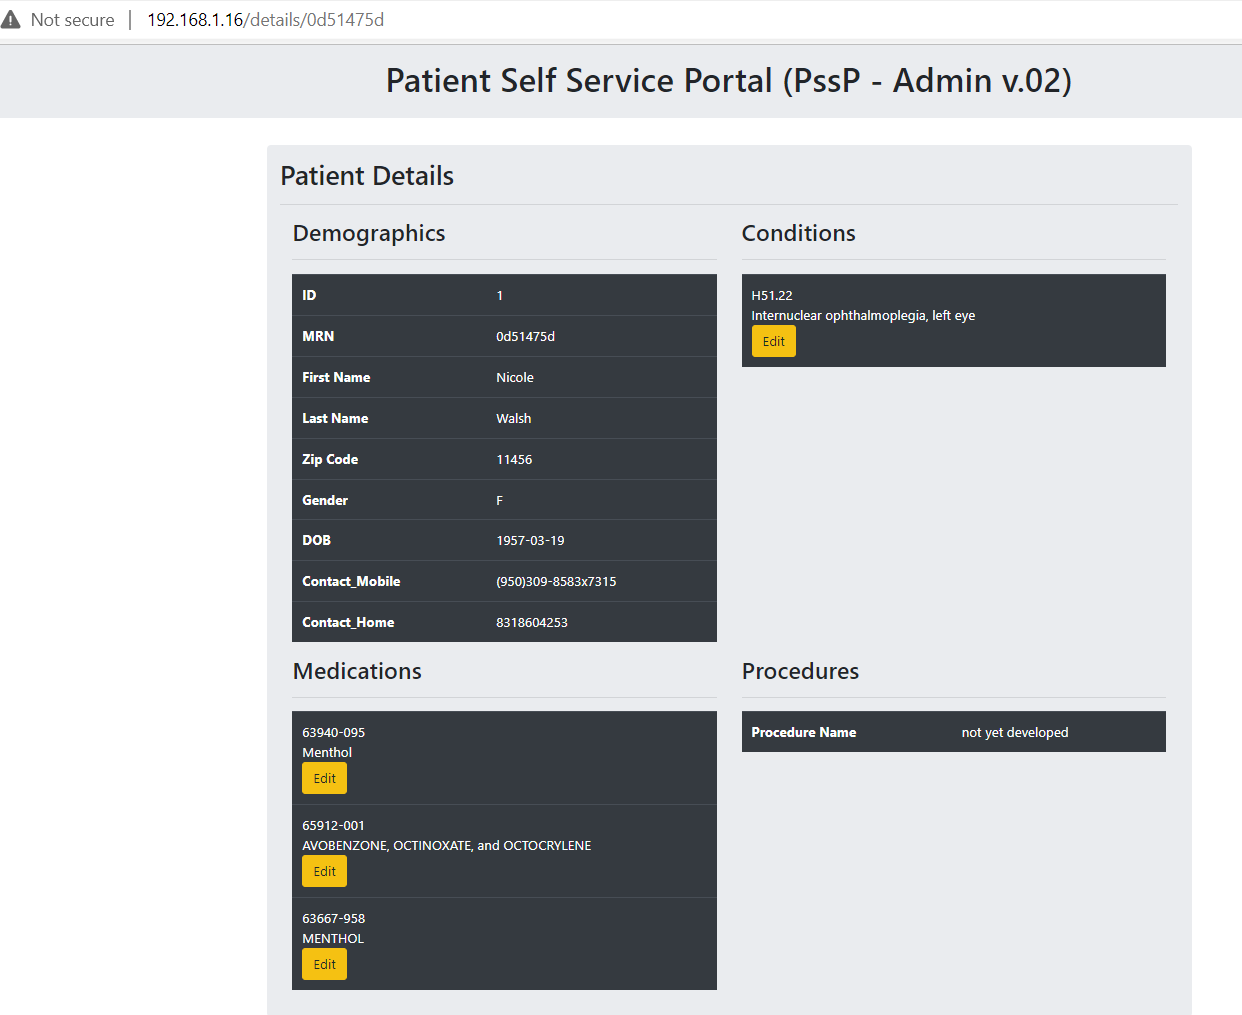 Not secure | 192.168.1.16/details/0d51475d
Patient Self Service Portal (PssP - Admin v.02)
Patient Details
Demographics
ID 1
MRN 0d51475d
First Name Nicole
Last Name Walsh
Zip Code 11456
Gender F
DOB 1957-03-19
Contact_Mobile (950)309-8583x7315
Contact_Home 8318604253
Conditions
H51.22
Internuclear ophthalmoplegia, left eye
Edit
Medications
63940-095
Menthol
Edit
65912-001
AVOBENZONE, OCTINOXATE, and OCTOCRYLENE
Edit
63667-958
MENTHOL
Edit
Procedures
Procedure Name not yet developed